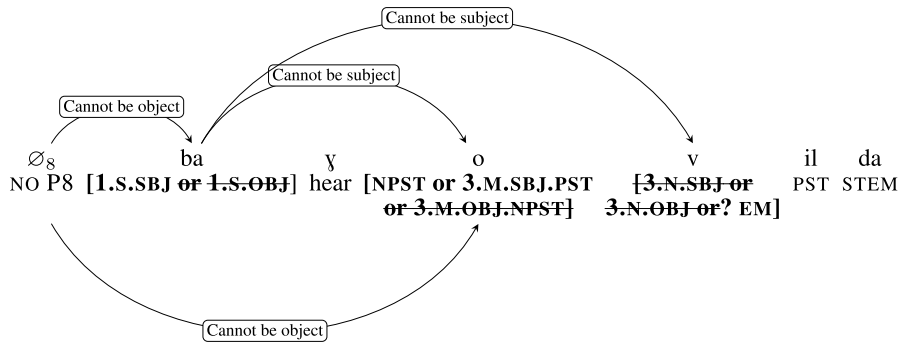 Cannot be subject
Cannot be subject
Cannot be object
∅₈ ba ɣ o v il da
NO P8 [1.S.SBJ or 1.S.OBJ] hear [NPST or 3.M.SBJ.PST [3.N.SBJ or PST STEM
or 3.M.OBJ.NPST] 3.N.OBJ or? EM]
Cannot be object